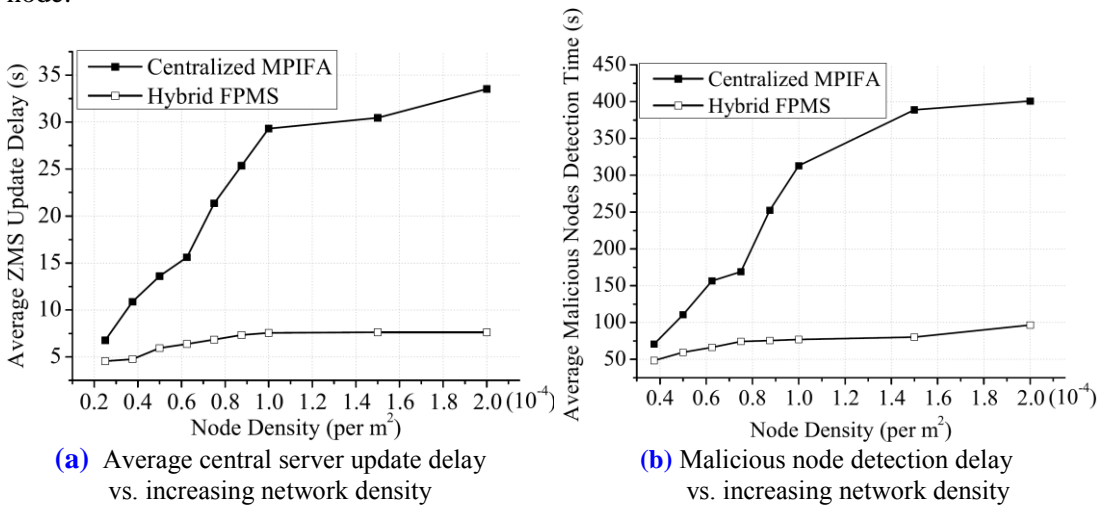 node.
Average ZMS Update Delay (s)
35
30
25
20
15
10
5
Centralized MPIFA
Hybrid FPMS
0.2 0.4 0.6 0.8 1.0 1.2 1.4 1.6 1.8 2.0 (10⁻⁴)
Node Density (per m²)
(a) Average central server update delay
vs. increasing network density
Average Malicious Nodes Detection Time (s)
450
400
350
300
250
200
150
100
50
Centralized MPIFA
Hybrid FPMS
0.4 0.6 0.8 1.0 1.2 1.4 1.6 1.8 2.0 (10⁻⁴)
Node Density (per m²)
(b) Malicious node detection delay
vs. increasing network density